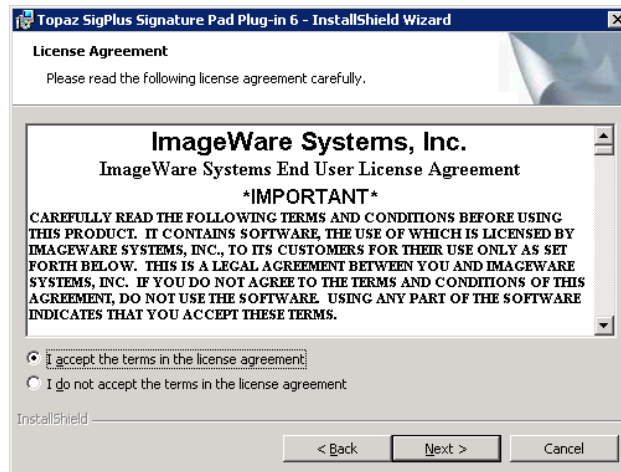 Topaz SigPlus Signature Pad Plug-in 6 - InstallShield Wizard
License Agreement
Please read the following license agreement carefully.
ImageWare Systems, Inc.
ImageWare Systems End User License Agreement
*IMPORTANT*
CAREFULLY READ THE FOLLOWING TERMS AND CONDITIONS BEFORE USING
THIS PRODUCT. IT CONTAINS SOFTWARE, THE USE OF WHICH IS LICENSED BY
IMAGEWARE SYSTEMS, INC., TO ITS CUSTOMERS FOR THEIR USE ONLY AS SET
FORTH BELOW. THIS IS A LEGAL AGREEMENT BETWEEN YOU AND IMAGEWARE
SYSTEMS, INC. IF YOU DO NOT AGREE TO THE TERMS AND CONDITIONS OF THIS
AGREEMENT, DO NOT USE THE SOFTWARE. USING ANY PART OF THE SOFTWARE
INDICATES THAT YOU ACCEPT THESE TERMS.
I accept the terms in the license agreement
I do not accept the terms in the license agreement
InstallShield
< Back Next > Cancel